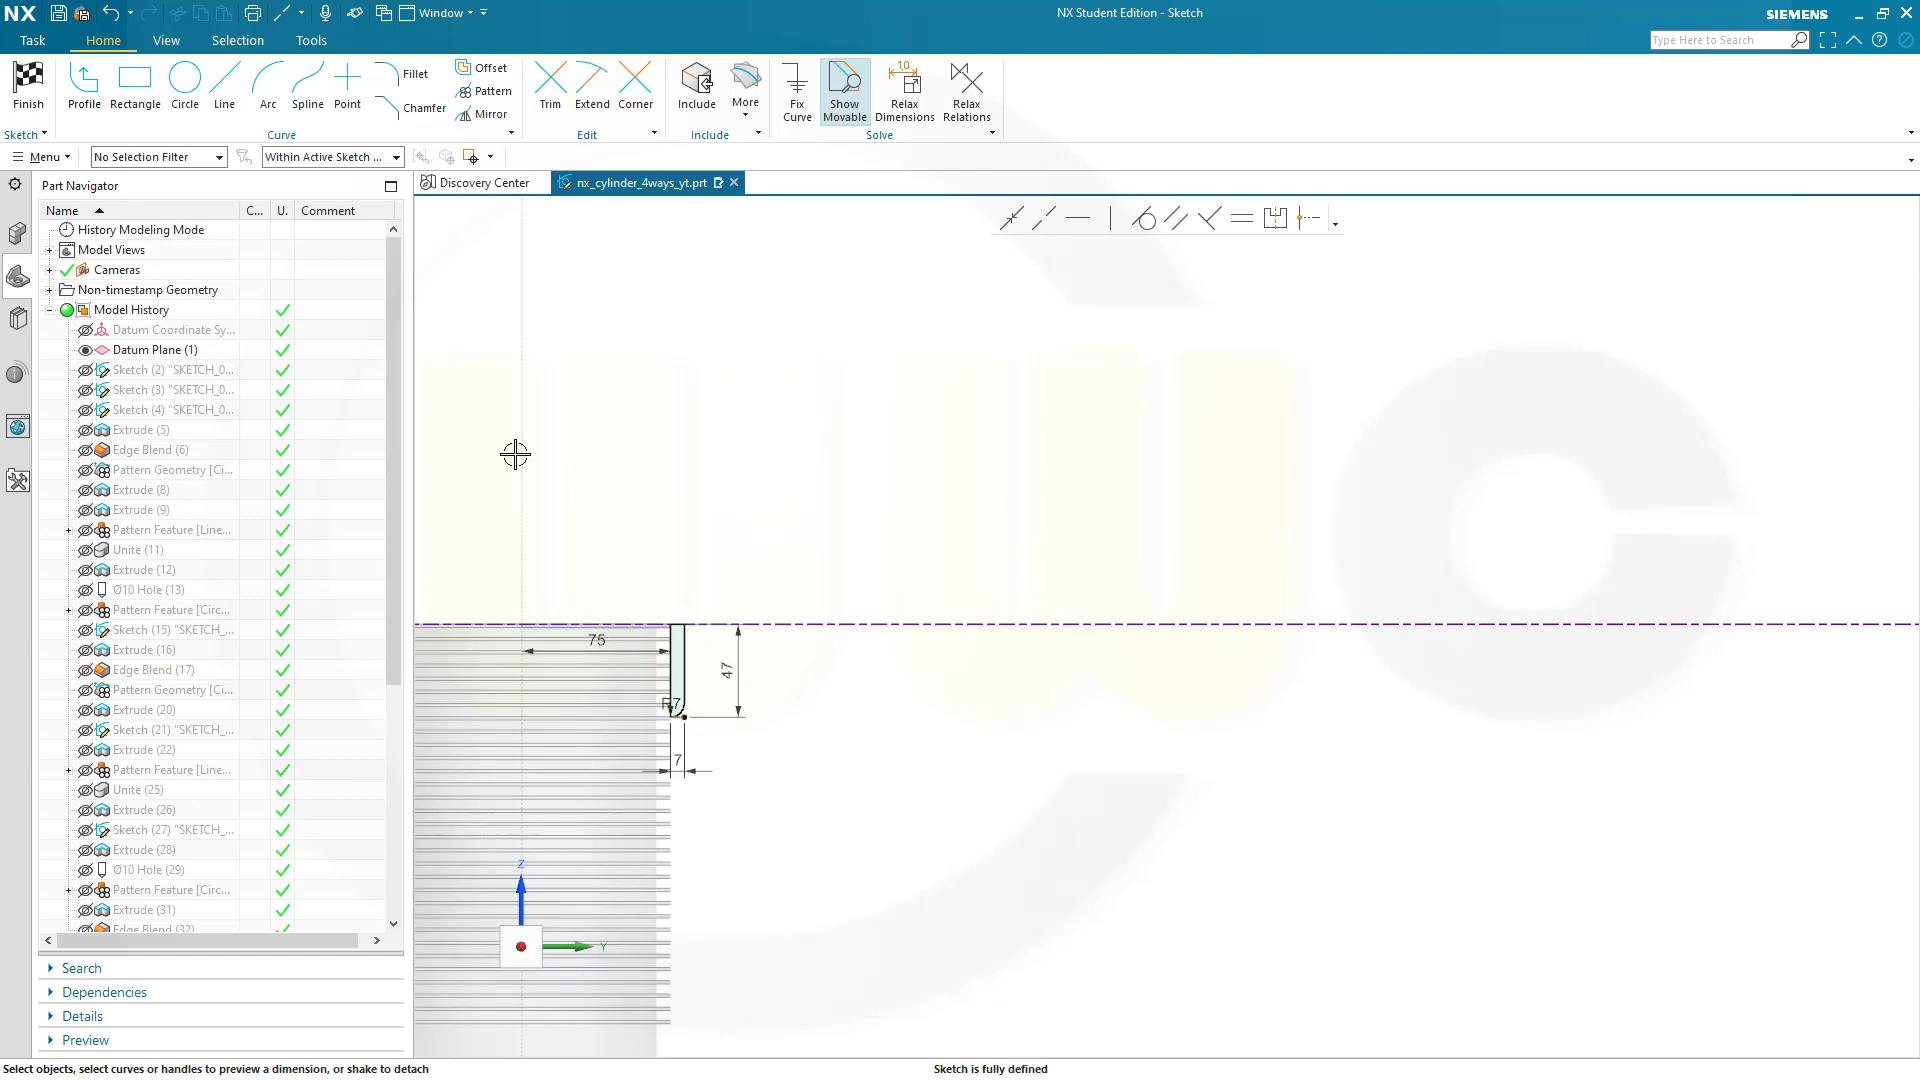 NX
Window
NX Student Edition - Sketch
SIEMENS
Task
Home
View
Selection
Tools
Type Here to Search
Finish
Profile
Rectangle
Circle
Line
Arc
Spline
Point
Fillet
Chamfer
Offset
Pattern
Mirror
Trim
Extend
Corner
Include
More
Fix
Curve
Show
Movable
1,0
Relax
Dimensions
Relax
Relations
Sketch
Curve
Edit
Include
Solve
Menu
No Selection Filter
Within Active Sketch ...
Part Navigator
Discovery Center
nx_cylinder_4ways_yt.prt
Name
C...
U.
Comment
History Modeling Mode
Model Views
Cameras
Non-timestamp Geometry
Model History
Datum Coordinate Sy...
Datum Plane (1)
Sketch (2) "SKETCH_0...
Sketch (3) "SKETCH_0...
Sketch (4) "SKETCH_0...
Extrude (5)
Edge Blend (6)
Pattern Geometry [Ci...
Extrude (8)
Extrude (9)
Pattern Feature [Line...
Unite (11)
Extrude (12)
Ø10 Hole (13)
Pattern Feature [Circ...
Sketch (15) "SKETCH_...
Extrude (16)
Edge Blend (17)
Pattern Geometry [Ci...
Extrude (20)
Sketch (21) "SKETCH_...
Extrude (22)
Pattern Feature [Line...
Unite (25)
Extrude (26)
Sketch (27) "SKETCH_...
Extrude (28)
Ø10 Hole (29)
Pattern Feature [Circ...
Extrude (31)
Edge Blend (32)
Search
Dependencies
Details
Preview
75
47
R7
7
Z
Y
Select objects, select curves or handles to preview a dimension, or shake to detach
Sketch is fully defined